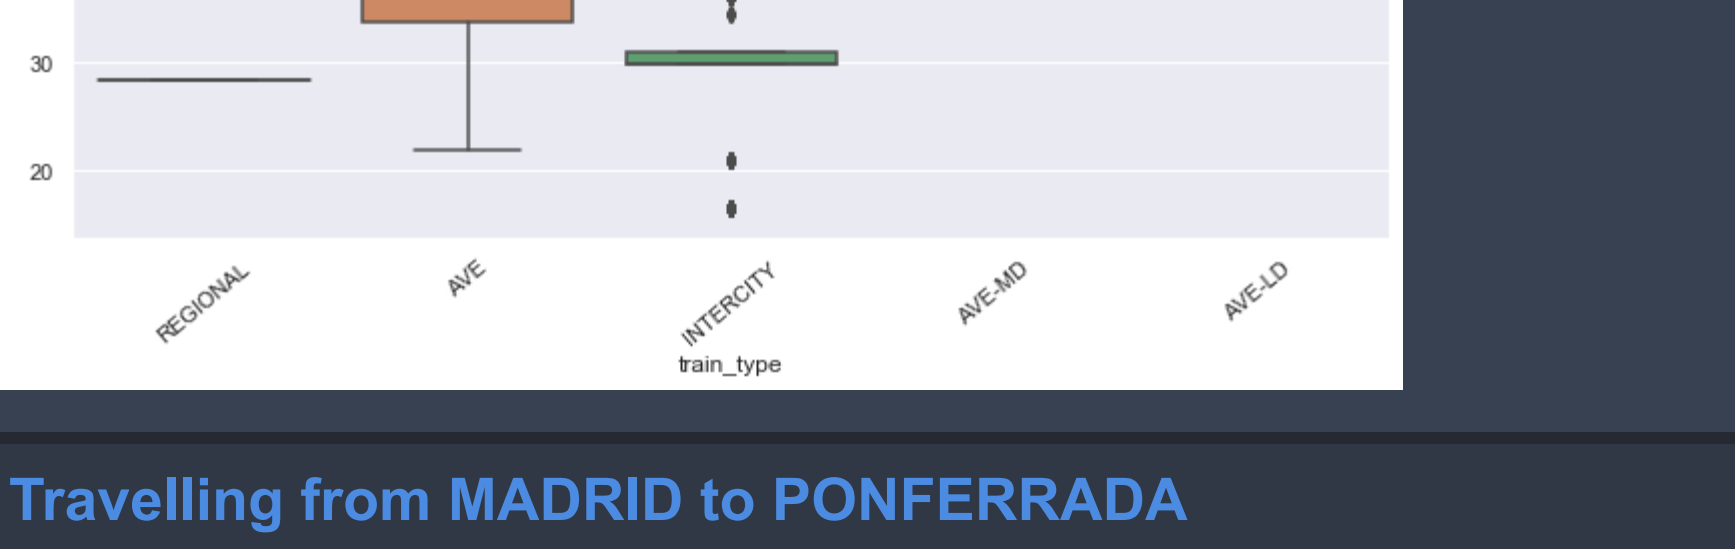 30
20
REGIONAL
AVE
INTERCITY
AVE-MD
AVE-LD
train_type
Travelling from MADRID to PONFERRADA